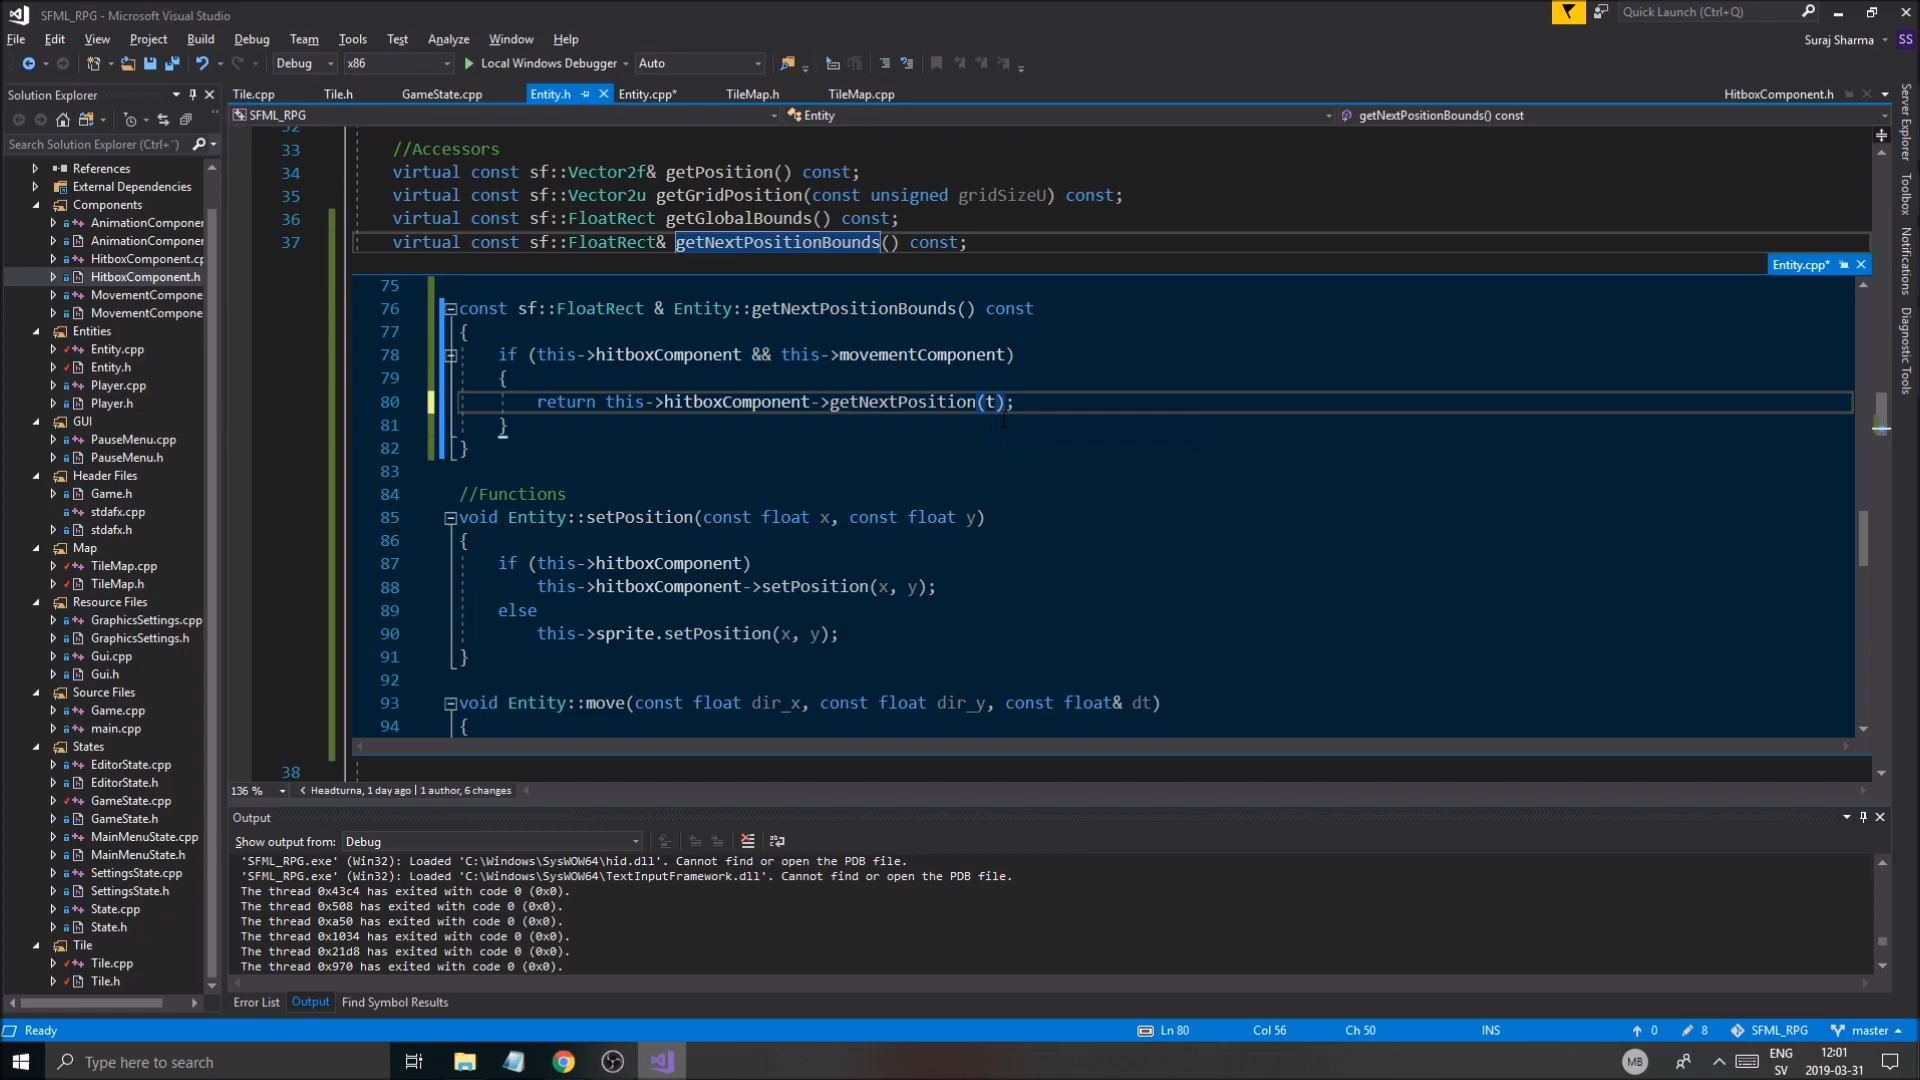 SFML_RPG - Microsoft Visual Studio
Quick Launch (Ctrl+Q)
File Edit View Project Build Debug Team Tools Test Analyze Window Help
Suraj Sharma SS
Debug x86 Local Windows Debugger Auto
Solution Explorer
Tile.cpp Tile.h GameState.cpp Entity.h Entity.cpp* TileMap.h TileMap.cpp HitboxComponent.h
SFML_RPG Entity getNextPositionBounds() const
Search Solution Explorer (Ctrl+¨)
References
External Dependencies
Components
AnimationComponer
AnimationComponer
HitboxComponent.cp
HitboxComponent.h
MovementCompone
MovementCompone
Entities
Entity.cpp
Entity.h
Player.cpp
Player.h
GUI
PauseMenu.cpp
PauseMenu.h
Header Files
Game.h
stdafx.cpp
stdafx.h
Map
TileMap.cpp
TileMap.h
Resource Files
GraphicsSettings.cpp
GraphicsSettings.h
Gui.cpp
Gui.h
Source Files
Game.cpp
main.cpp
States
EditorState.cpp
EditorState.h
GameState.cpp
GameState.h
MainMenuState.cpp
MainMenuState.h
SettingsState.cpp
SettingsState.h
State.cpp
State.h
Tile
Tile.cpp
Tile.h
32
33 //Accessors
34 virtual const sf::Vector2f& getPosition() const;
35 virtual const sf::Vector2u getGridPosition(const unsigned gridSizeU) const;
36 virtual const sf::FloatRect getGlobalBounds() const;
37 virtual const sf::FloatRect& getNextPositionBounds() const;
Entity.cpp*
75
76 const sf::FloatRect & Entity::getNextPositionBounds() const
77 {
78 if (this->hitboxComponent && this->movementComponent)
79 {
80 return this->hitboxComponent->getNextPosition(t);
81 }
82 }
83
84 //Functions
85 void Entity::setPosition(const float x, const float y)
86 {
87 if (this->hitboxComponent)
88 this->hitboxComponent->setPosition(x, y);
89 else
90 this->sprite.setPosition(x, y);
91 }
92
93 void Entity::move(const float dir_x, const float dir_y, const float& dt)
94 {
38
136 % Headturna, 1 day ago | 1 author, 6 changes
Server Explorer
Toolbox
Notifications
Diagnostic Tools
Output
Show output from: Debug
'SFML_RPG.exe' (Win32): Loaded 'C:\Windows\SysWOW64\hid.dll'. Cannot find or open the PDB file.
'SFML_RPG.exe' (Win32): Loaded 'C:\Windows\SysWOW64\TextInputFramework.dll'. Cannot find or open the PDB file.
The thread 0x43c4 has exited with code 0 (0x0).
The thread 0x508 has exited with code 0 (0x0).
The thread 0xa50 has exited with code 0 (0x0).
The thread 0x1034 has exited with code 0 (0x0).
The thread 0x21d8 has exited with code 0 (0x0).
The thread 0x970 has exited with code 0 (0x0).
Error List Output Find Symbol Results
Ready Ln 80 Col 56 Ch 50 INS 0 8 SFML_RPG master
Type here to search
MB
ENG
SV
12:01
2019-03-31